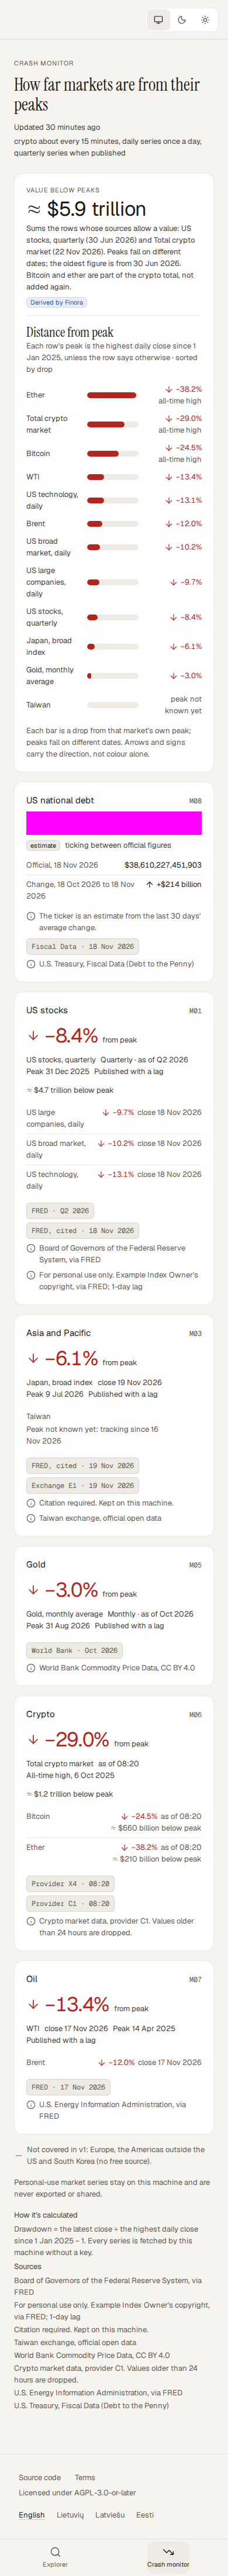 CRASH MONITOR
How far markets are from their
peaks
Updated 30 minutes ago
crypto about every 15 minutes, daily series once a day,
quarterly series when published
VALUE BELOW PEAKS
≈ $5.9 trillion
Sums the rows whose sources allow a value: US
stocks, quarterly (30 Jun 2026) and Total crypto
market (22 Nov 2026). Peaks fall on different
dates; the oldest figure is from 30 Jun 2026.
Bitcoin and ether are part of the crypto total, not
added again.
Derived by Finora
Distance from peak
Each row's peak is the highest daily close since 1
Jan 2025, unless the row says otherwise · sorted
by drop
Ether ↓ −38.2%
all-time high
Total crypto
market ↓ −29.0%
all-time high
Bitcoin ↓ −24.5%
all-time high
WTI ↓ −13.4%
US technology,
daily ↓ −13.1%
Brent ↓ −12.0%
US broad
market, daily ↓ −10.2%
US large
companies,
daily ↓ −9.7%
US stocks,
quarterly ↓ −8.4%
Japan, broad
index ↓ −6.1%
Gold, monthly
average ↓ −3.0%
Taiwan peak not
known yet
Each bar is a drop from that market's own peak;
peaks fall on different dates. Arrows and signs
carry the direction, not colour alone.
US national debt M08
estimate ticking between official figures
Official, 18 Nov 2026 $38,610,227,451,903
Change, 18 Oct 2026 to 18 Nov
2026 ↑ +$214 billion
The ticker is an estimate from the last 30 days'
average change.
Fiscal Data · 18 Nov 2026
U.S. Treasury, Fiscal Data (Debt to the Penny)
US stocks M01
↓ −8.4% from peak
US stocks, quarterly Quarterly · as of Q2 2026
Peak 31 Dec 2025 Published with a lag
≈ $4.7 trillion below peak
US large
companies, daily ↓ −9.7% close 18 Nov 2026
US broad market,
daily ↓ −10.2% close 18 Nov 2026
US technology,
daily ↓ −13.1% close 18 Nov 2026
FRED · Q2 2026
FRED, cited · 18 Nov 2026
Board of Governors of the Federal Reserve
System, via FRED
For personal use only. Example Index Owner's
copyright, via FRED; 1-day lag
Asia and Pacific M03
↓ −6.1% from peak
Japan, broad index close 19 Nov 2026
Peak 9 Jul 2026 Published with a lag
Taiwan
Peak not known yet: tracking since 16
Nov 2026
FRED, cited · 19 Nov 2026
Exchange E1 · 19 Nov 2026
Citation required. Kept on this machine.
Taiwan exchange, official open data
Gold M05
↓ −3.0% from peak
Gold, monthly average Monthly · as of Oct 2026
Peak 31 Aug 2026 Published with a lag
World Bank · Oct 2026
World Bank Commodity Price Data, CC BY 4.0
Crypto M06
↓ −29.0% from peak
Total crypto market as of 08:20
All-time high, 6 Oct 2025
≈ $1.2 trillion below peak
Bitcoin ↓ −24.5% as of 08:20
≈ $660 billion below peak
Ether ↓ −38.2% as of 08:20
≈ $210 billion below peak
Provider X4 · 08:20
Provider C1 · 08:20
Crypto market data, provider C1. Values older
than 24 hours are dropped.
Oil M07
↓ −13.4% from peak
WTI close 17 Nov 2026 Peak 14 Apr 2025
Published with a lag
Brent ↓ −12.0% close 17 Nov 2026
FRED · 17 Nov 2026
U.S. Energy Information Administration, via
FRED
— Not covered in v1: Europe, the Americas outside the
US and South Korea (no free source).
Personal-use market series stay on this machine and are
never exported or shared.
How it's calculated
Drawdown = the latest close ÷ the highest daily close
since 1 January 2025 − 1. Every series is fetched by this
machine without a key.
Sources
Board of Governors of the Federal Reserve System, via
FRED
For personal use only. Example Index Owner's copyright,
via FRED; 1-day lag
Citation required. Kept on this machine.
Taiwan exchange, official open data
World Bank Commodity Price Data, CC BY 4.0
Crypto market data, provider C1. Values older than 24
hours are dropped.
U.S. Energy Information Administration, via FRED
U.S. Treasury, Fiscal Data (Debt to the Penny)
Source code Terms
Licensed under AGPL-3.0-or-later
English Lietuvių Latviešu Eesti
Explorer Crash monitor